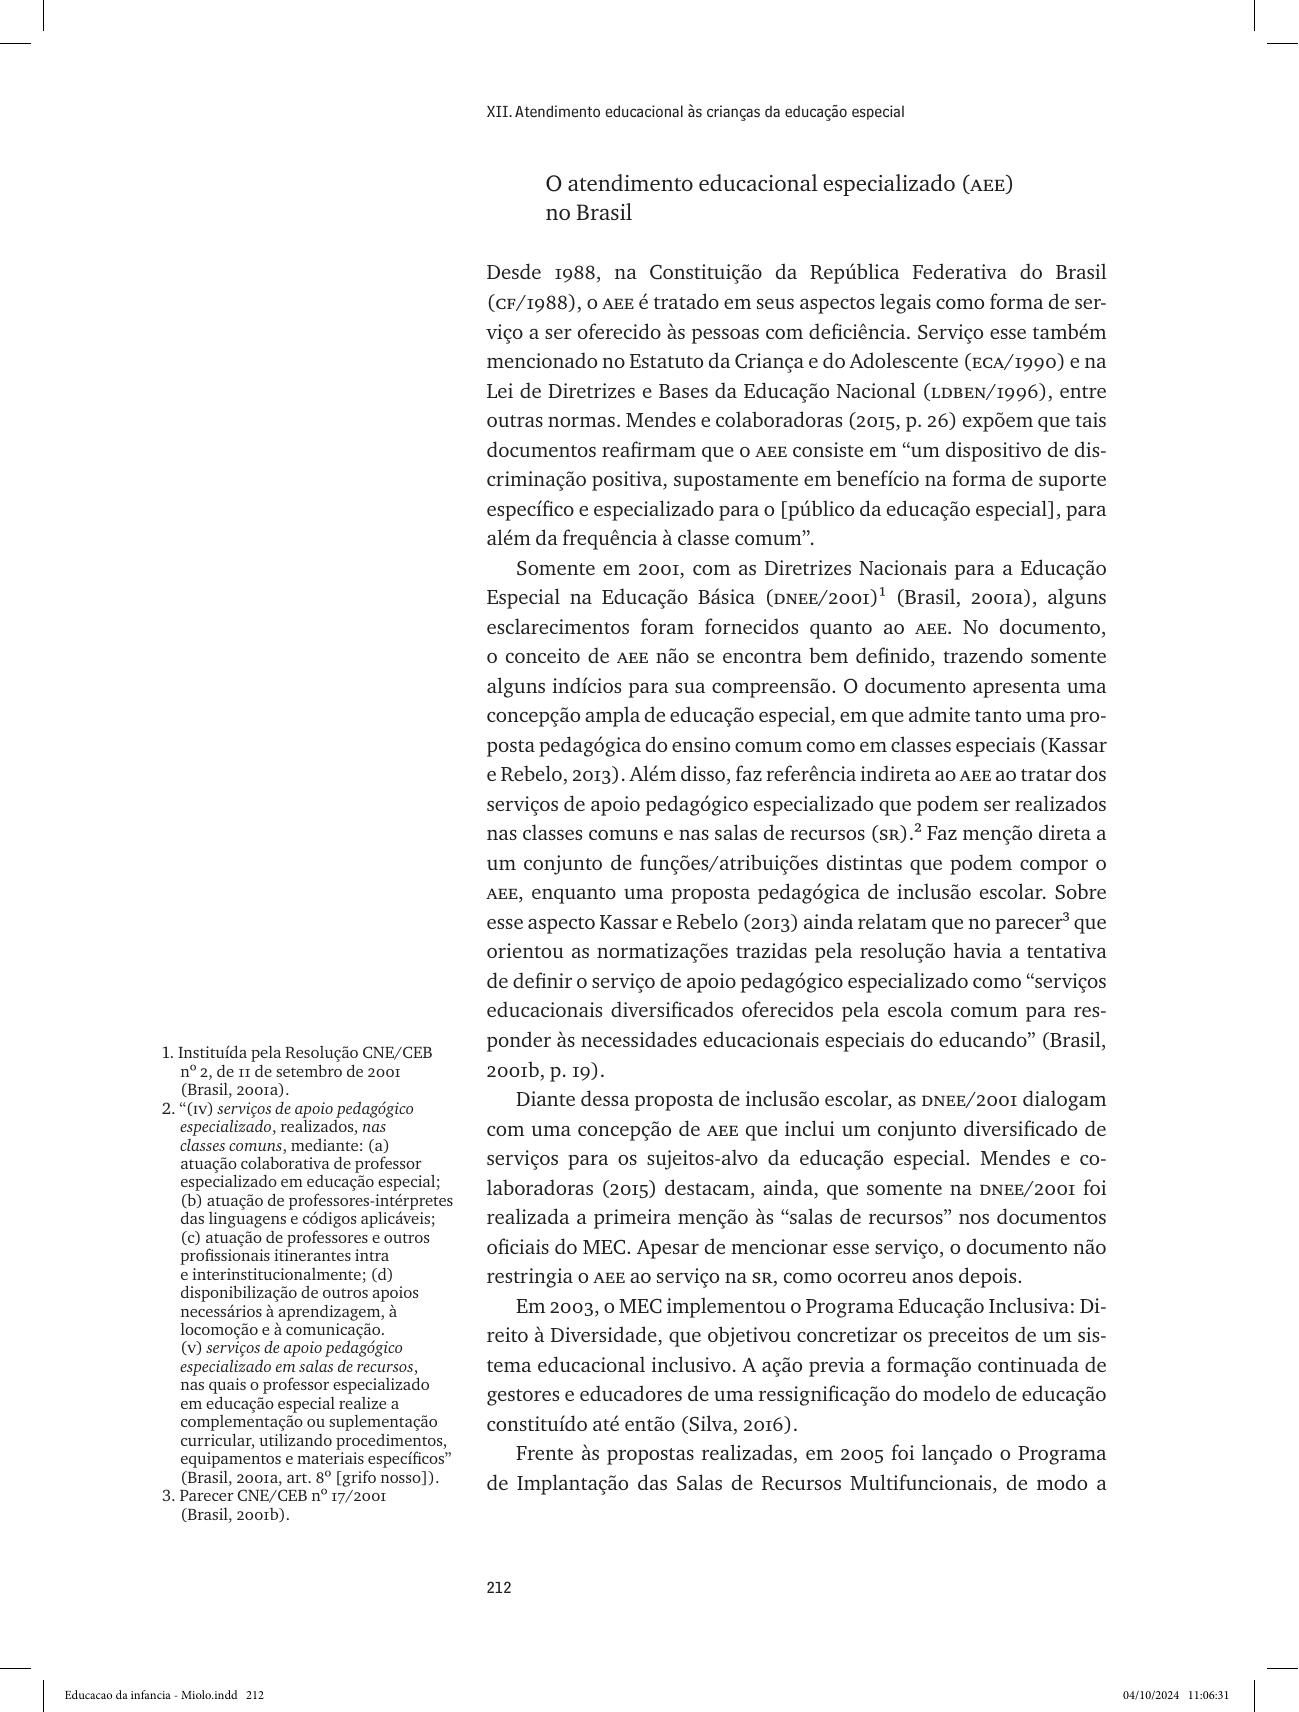 XII. Atendimento educacional às crianças da educação especial
O atendimento educacional especializado (AEE)
no Brasil
Desde 1988, na Constituição da República Federativa do Brasil
(CF/1988), o AEE é tratado em seus aspectos legais como forma de ser-
viço a ser oferecido às pessoas com deficiência. Serviço esse também
mencionado no Estatuto da Criança e do Adolescente (ECA/1990) e na
Lei de Diretrizes e Bases da Educação Nacional (LDBEN/1996), entre
outras normas. Mendes e colaboradoras (2015, p. 26) expõem que tais
documentos reafirmam que o AEE consiste em “um dispositivo de dis-
criminação positiva, supostamente em benefício na forma de suporte
específico e especializado para o [público da educação especial], para
além da frequência à classe comum”.
Somente em 2001, com as Diretrizes Nacionais para a Educação
Especial na Educação Básica (DNEE/2001)¹ (Brasil, 2001a), alguns
esclarecimentos foram fornecidos quanto ao AEE. No documento,
o conceito de AEE não se encontra bem definido, trazendo somente
alguns indícios para sua compreensão. O documento apresenta uma
concepção ampla de educação especial, em que admite tanto uma pro-
posta pedagógica do ensino comum como em classes especiais (Kassar
e Rebelo, 2013). Além disso, faz referência indireta ao AEE ao tratar dos
serviços de apoio pedagógico especializado que podem ser realizados
nas classes comuns e nas salas de recursos (SR).² Faz menção direta a
um conjunto de funções/atribuições distintas que podem compor o
AEE, enquanto uma proposta pedagógica de inclusão escolar. Sobre
esse aspecto Kassar e Rebelo (2013) ainda relatam que no parecer³ que
orientou as normatizações trazidas pela resolução havia a tentativa
de definir o serviço de apoio pedagógico especializado como “serviços
educacionais diversificados oferecidos pela escola comum para res-
ponder às necessidades educacionais especiais do educando” (Brasil,
2001b, p. 19).
Diante dessa proposta de inclusão escolar, as DNEE/2001 dialogam
com uma concepção de AEE que inclui um conjunto diversificado de
serviços para os sujeitos-alvo da educação especial. Mendes e co-
laboradoras (2015) destacam, ainda, que somente na DNEE/2001 foi
realizada a primeira menção às “salas de recursos” nos documentos
oficiais do MEC. Apesar de mencionar esse serviço, o documento não
restringia o AEE ao serviço na SR, como ocorreu anos depois.
Em 2003, o MEC implementou o Programa Educação Inclusiva: Di-
reito à Diversidade, que objetivou concretizar os preceitos de um sis-
tema educacional inclusivo. A ação previa a formação continuada de
gestores e educadores de uma ressignificação do modelo de educação
constituído até então (Silva, 2016).
Frente às propostas realizadas, em 2005 foi lançado o Programa
de Implantação das Salas de Recursos Multifuncionais, de modo a
1. Instituída pela Resolução CNE/CEB
nº 2, de 11 de setembro de 2001
(Brasil, 2001a).
2. “(IV) serviços de apoio pedagógico
especializado, realizados, nas
classes comuns, mediante: (a)
atuação colaborativa de professor
especializado em educação especial;
(b) atuação de professores-intérpretes
das linguagens e códigos aplicáveis;
(c) atuação de professores e outros
profissionais itinerantes intra
e interinstitucionalmente; (d)
disponibilização de outros apoios
necessários à aprendizagem, à
locomoção e à comunicação.
(V) serviços de apoio pedagógico
especializado em salas de recursos,
nas quais o professor especializado
em educação especial realize a
complementação ou suplementação
curricular, utilizando procedimentos,
equipamentos e materiais específicos”
(Brasil, 2001a, art. 8º [grifo nosso]).
3. Parecer CNE/CEB nº 17/2001
(Brasil, 2001b).
212
Educacao da infancia - Miolo.indd 212
04/10/2024 11:06:31